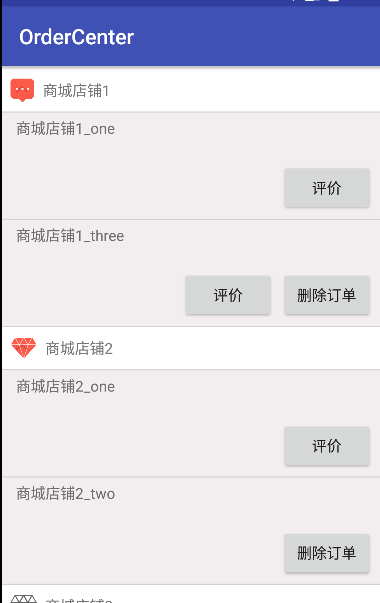 OrderCenter
商城店铺1
商城店铺1_one
评价
商城店铺1_three
评价 删除订单
商城店铺2
商城店铺2_one
评价
商城店铺2_two
删除订单